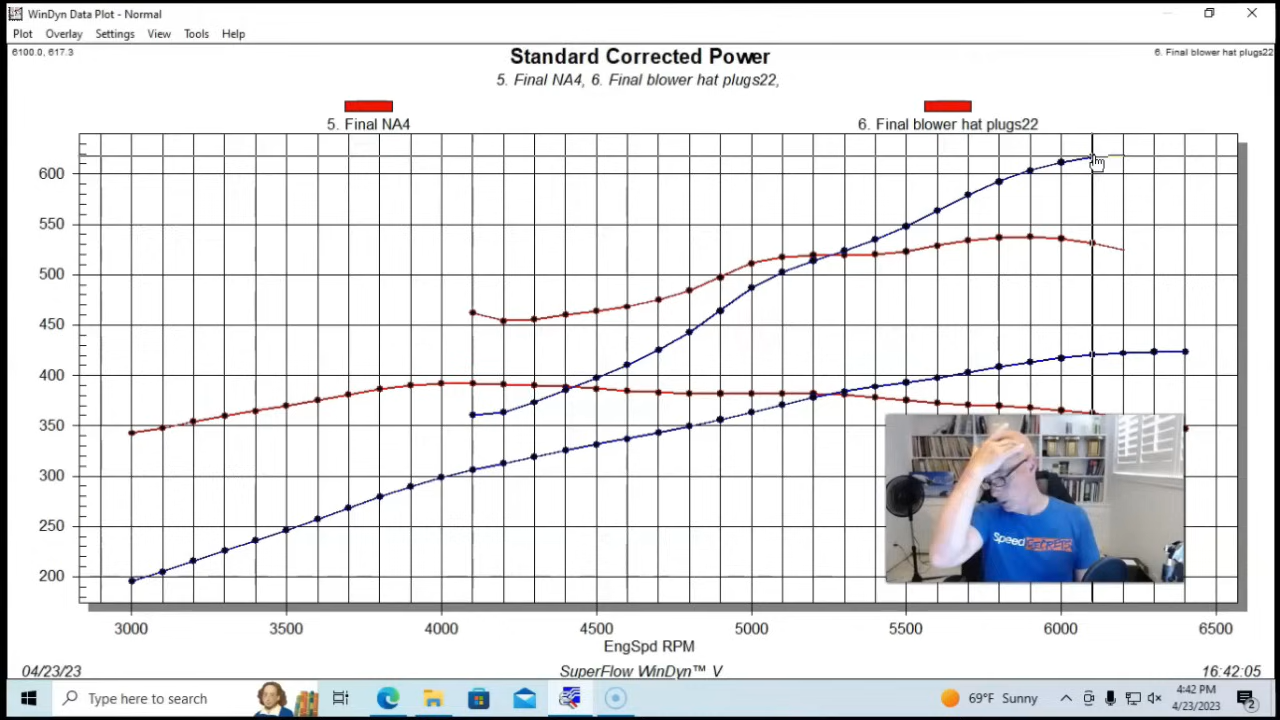 WinDyn Data Plot - Normal
Plot Overlay Settings View Tools Help
6100.0, 617.3
6. Final blower hat plugs22
Standard Corrected Power
5. Final NA4, 6. Final blower hat plugs22,
5. Final NA4
6. Final blower hat plugs22
600
550
500
450
400
350
300
250
200
3000 3500 4000 4500 5000 5500 6000 6500
EngSpd RPM
04/23/23
SuperFlow WinDyn™ V
16:42:05
Speed
Type here to search
69°F Sunny
4:42 PM
4/23/2023
2